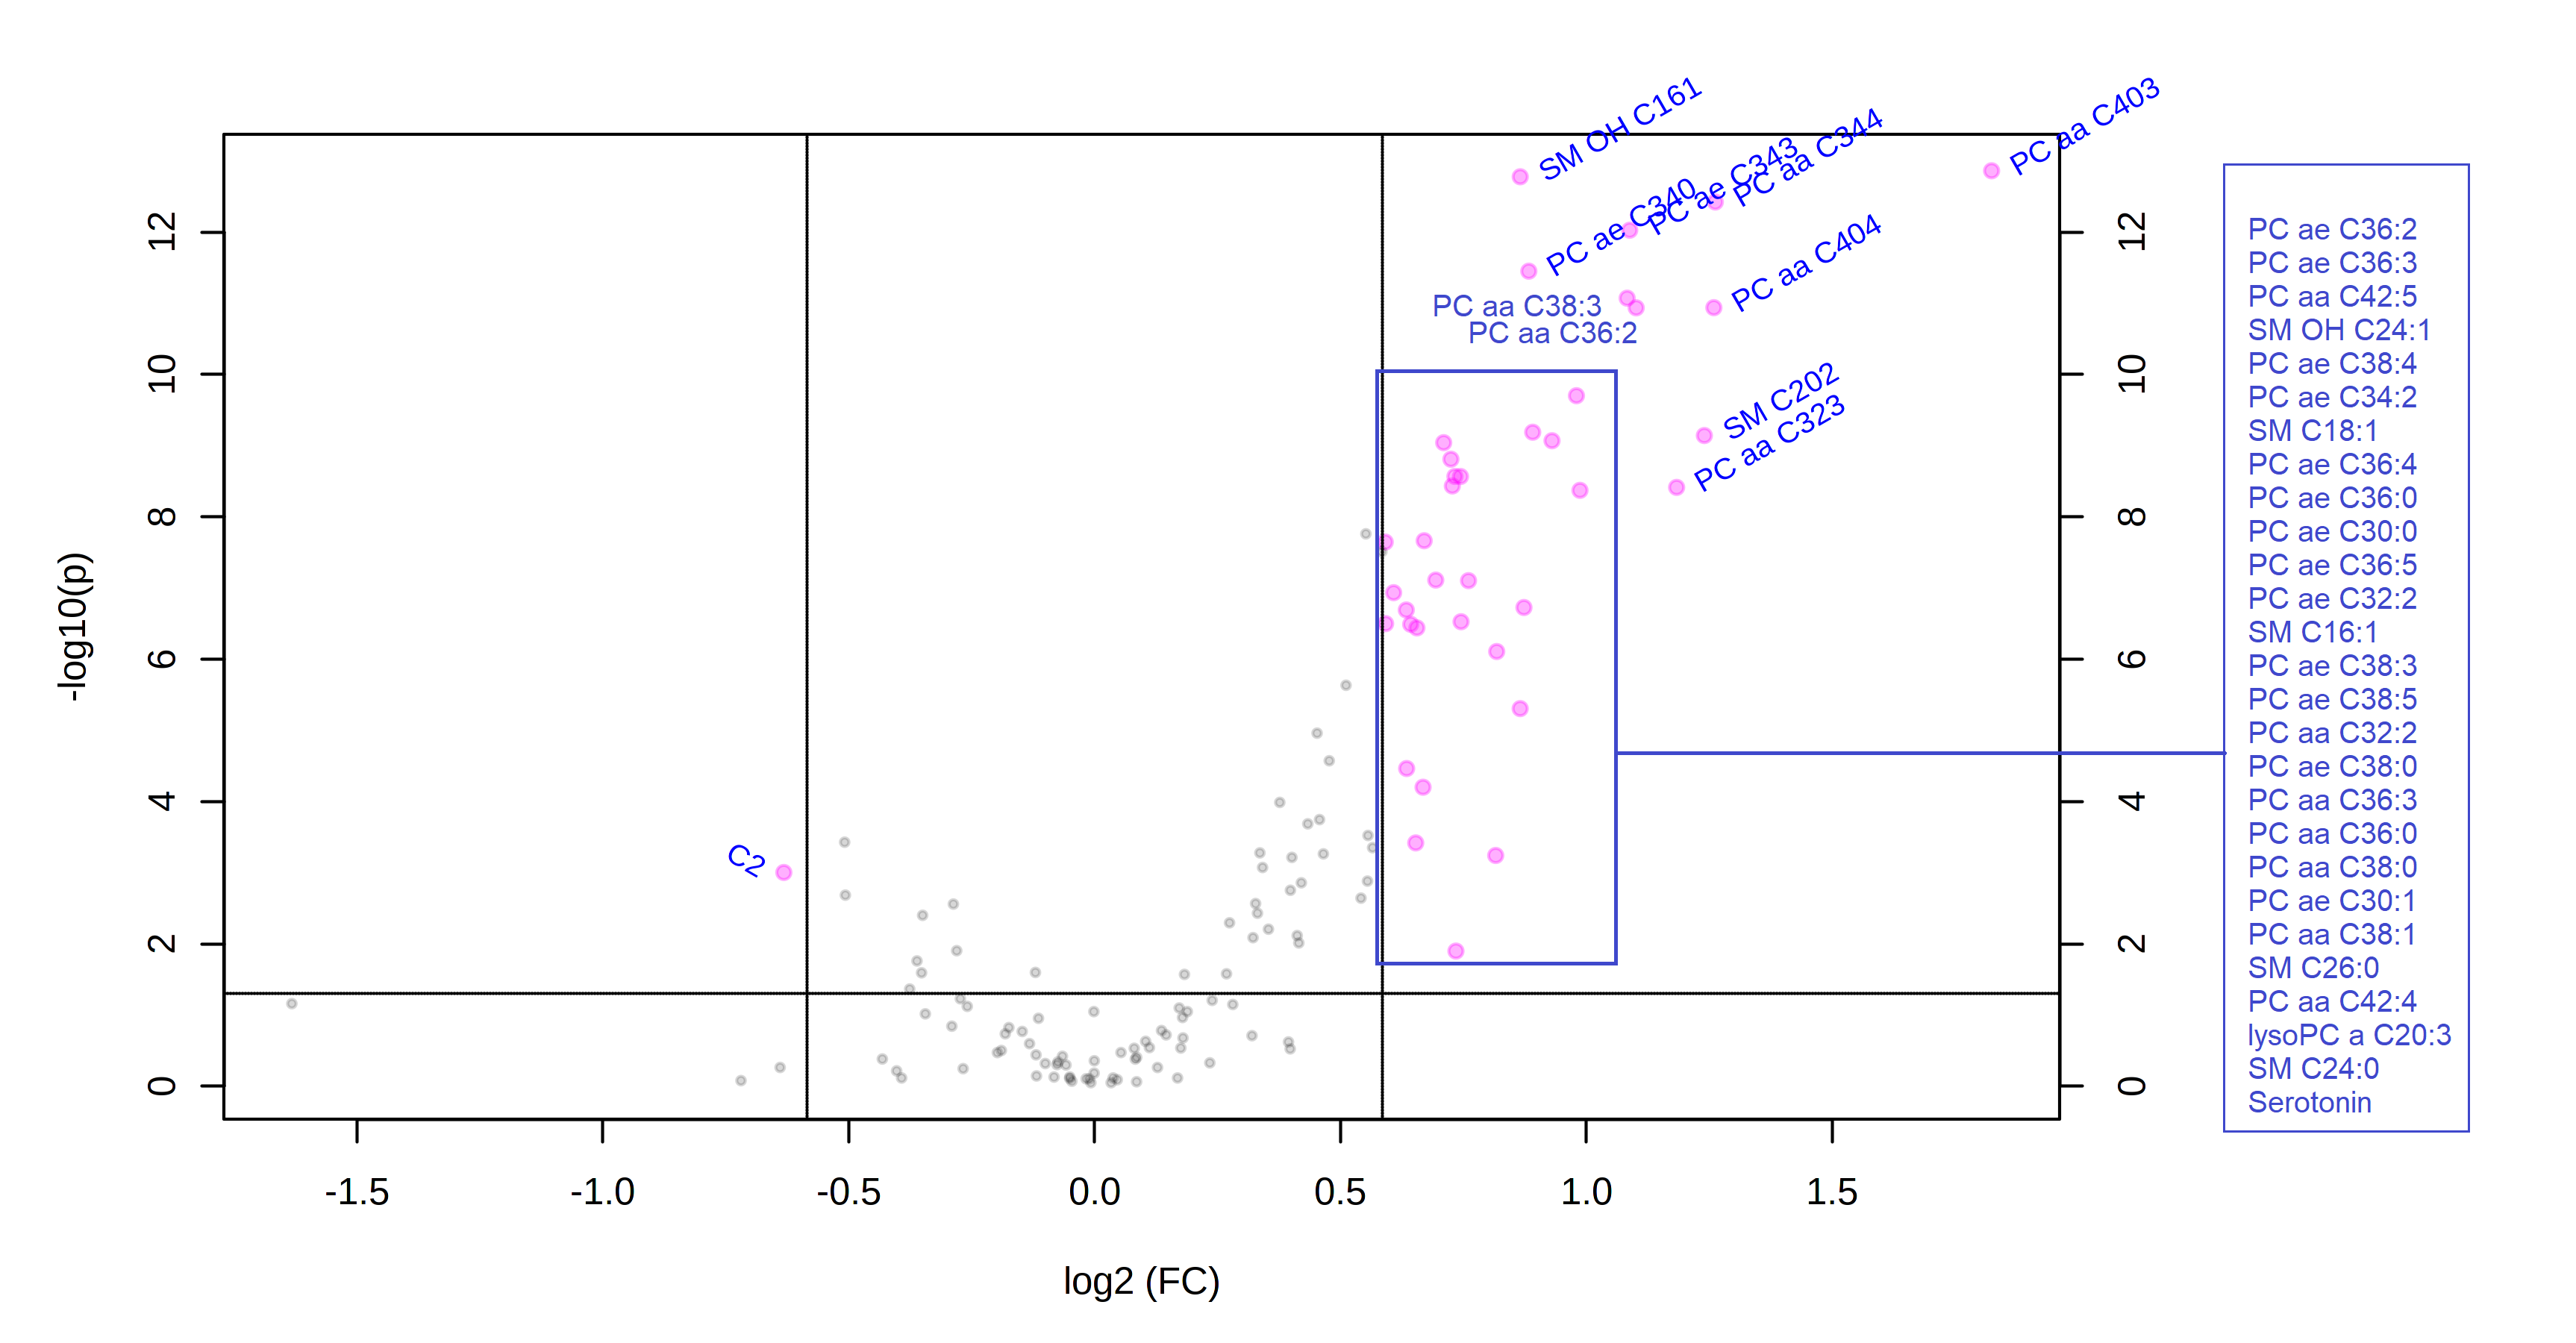 SM OH C161
PC aa C403
PC ae C343
PC aa C344
PC ae C340
PC aa C404
PC aa C38:3
PC aa C36:2
SM C202
PC aa C323
C2
-log10(p)
12
10
8
6
4
2
0
12
10
8
6
4
2
0
-1.5
-1.0
-0.5
0.0
0.5
1.0
1.5
log2 (FC)
PC ae C36:2
PC ae C36:3
PC aa C42:5
SM OH C24:1
PC ae C38:4
PC ae C34:2
SM C18:1
PC ae C36:4
PC ae C36:0
PC ae C30:0
PC ae C36:5
PC ae C32:2
SM C16:1
PC ae C38:3
PC ae C38:5
PC aa C32:2
PC ae C38:0
PC aa C36:3
PC aa C36:0
PC aa C38:0
PC ae C30:1
PC aa C38:1
SM C26:0
PC aa C42:4
lysoPC a C20:3
SM C24:0
Serotonin